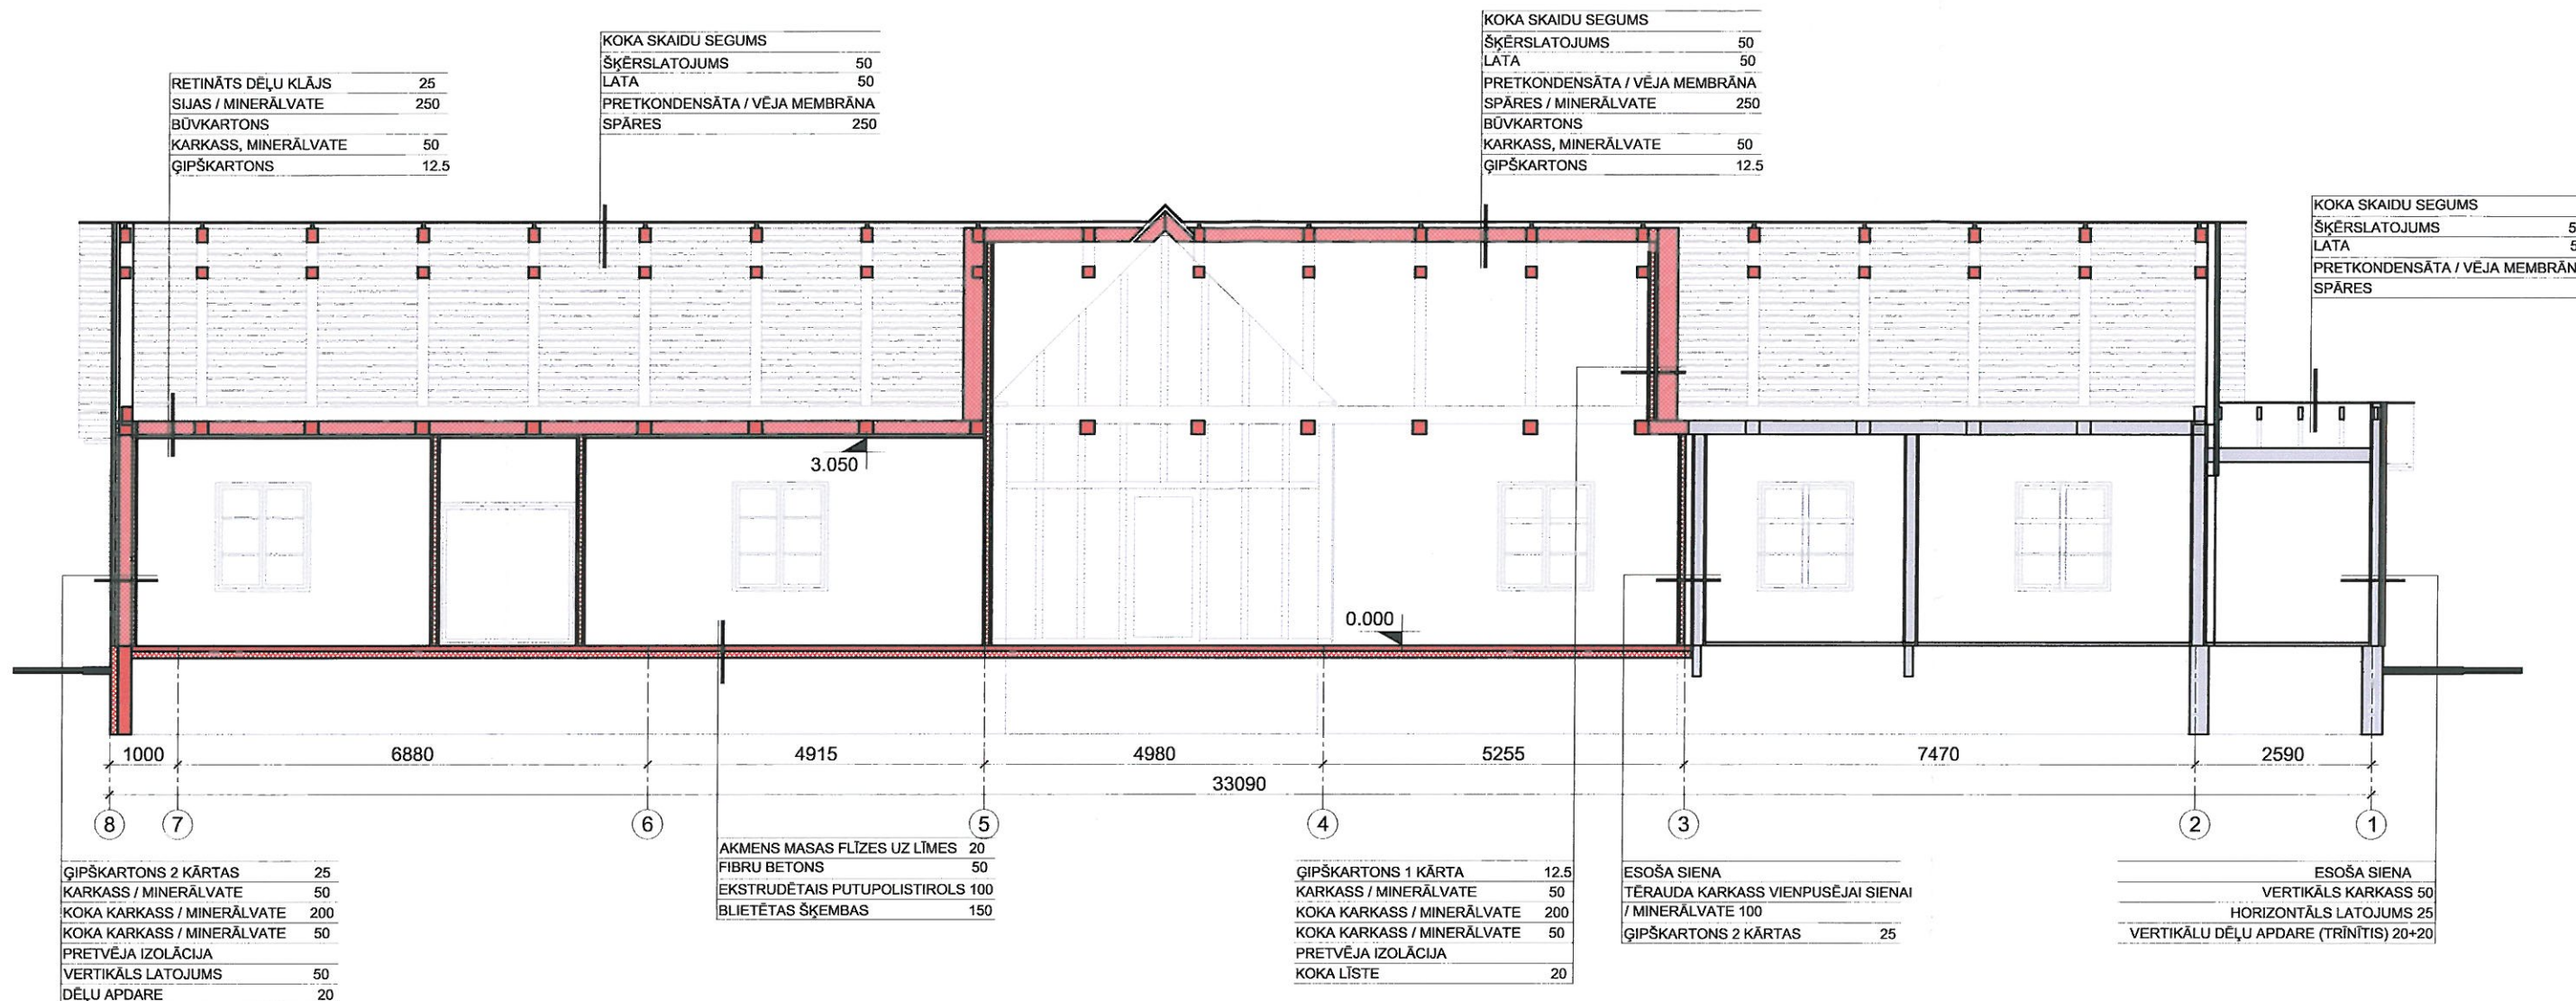 KOKA SKAIDU SEGUMS
ŠĶĒRSLATOJUMS 50
LATA 50
PRETKONDENSĀTA / VĒJA MEMBRĀNA
SPĀRES / MINERĀLVATE 250
BŪVKARTONS
KARKASS, MINERĀLVATE 50
ĢIPŠKARTONS 12.5
KOKA SKAIDU SEGUMS
ŠĶĒRSLATOJUMS 50
LATA 50
PRETKONDENSĀTA / VĒJA MEMBRĀNA
SPĀRES 250
RETINĀTS DĒĻU KLĀJS 25
SIJAS / MINERĀLVATE 250
BŪVKARTONS
KARKASS, MINERĀLVATE 50
ĢIPŠKARTONS 12.5
KOKA SKAIDU SEGUMS
ŠĶĒRSLATOJUMS 5
LATA 5
PRETKONDENSĀTA / VĒJA MEMBRĀN
SPĀRES
3.050
0.000
1000 6880 4915 4980 5255 7470 2590
33090
8 7 6 5 4 3 2 1
ĢIPŠKARTONS 2 KĀRTAS 25
KARKASS / MINERĀLVATE 50
KOKA KARKASS / MINERĀLVATE 200
KOKA KARKASS / MINERĀLVATE 50
PRETVĒJA IZOLĀCIJA
VERTIKĀLS LATOJUMS 50
DĒĻU APDARE 20
AKMENS MASAS FLĪZES UZ LĪMES 20
FIBRU BETONS 50
EKSTRUDĒTAIS PUTUPOLISTIROLS 100
BLIETĒTAS ŠĶEMBAS 150
ĢIPŠKARTONS 1 KĀRTA 12.5
KARKASS / MINERĀLVATE 50
KOKA KARKASS / MINERĀLVATE 200
KOKA KARKASS / MINERĀLVATE 50
PRETVĒJA IZOLĀCIJA
KOKA LĪSTE 20
ESOŠA SIENA
TĒRAUDA KARKASS VIENPUSĒJAI SIENAI
/ MINERĀLVATE 100
ĢIPŠKARTONS 2 KĀRTAS 25
ESOŠA SIENA
VERTIKĀLS KARKASS 50
HORIZONTĀLS LATOJUMS 25
VERTIKĀLU DĒĻU APDARE (TRĪNĪTIS) 20+20